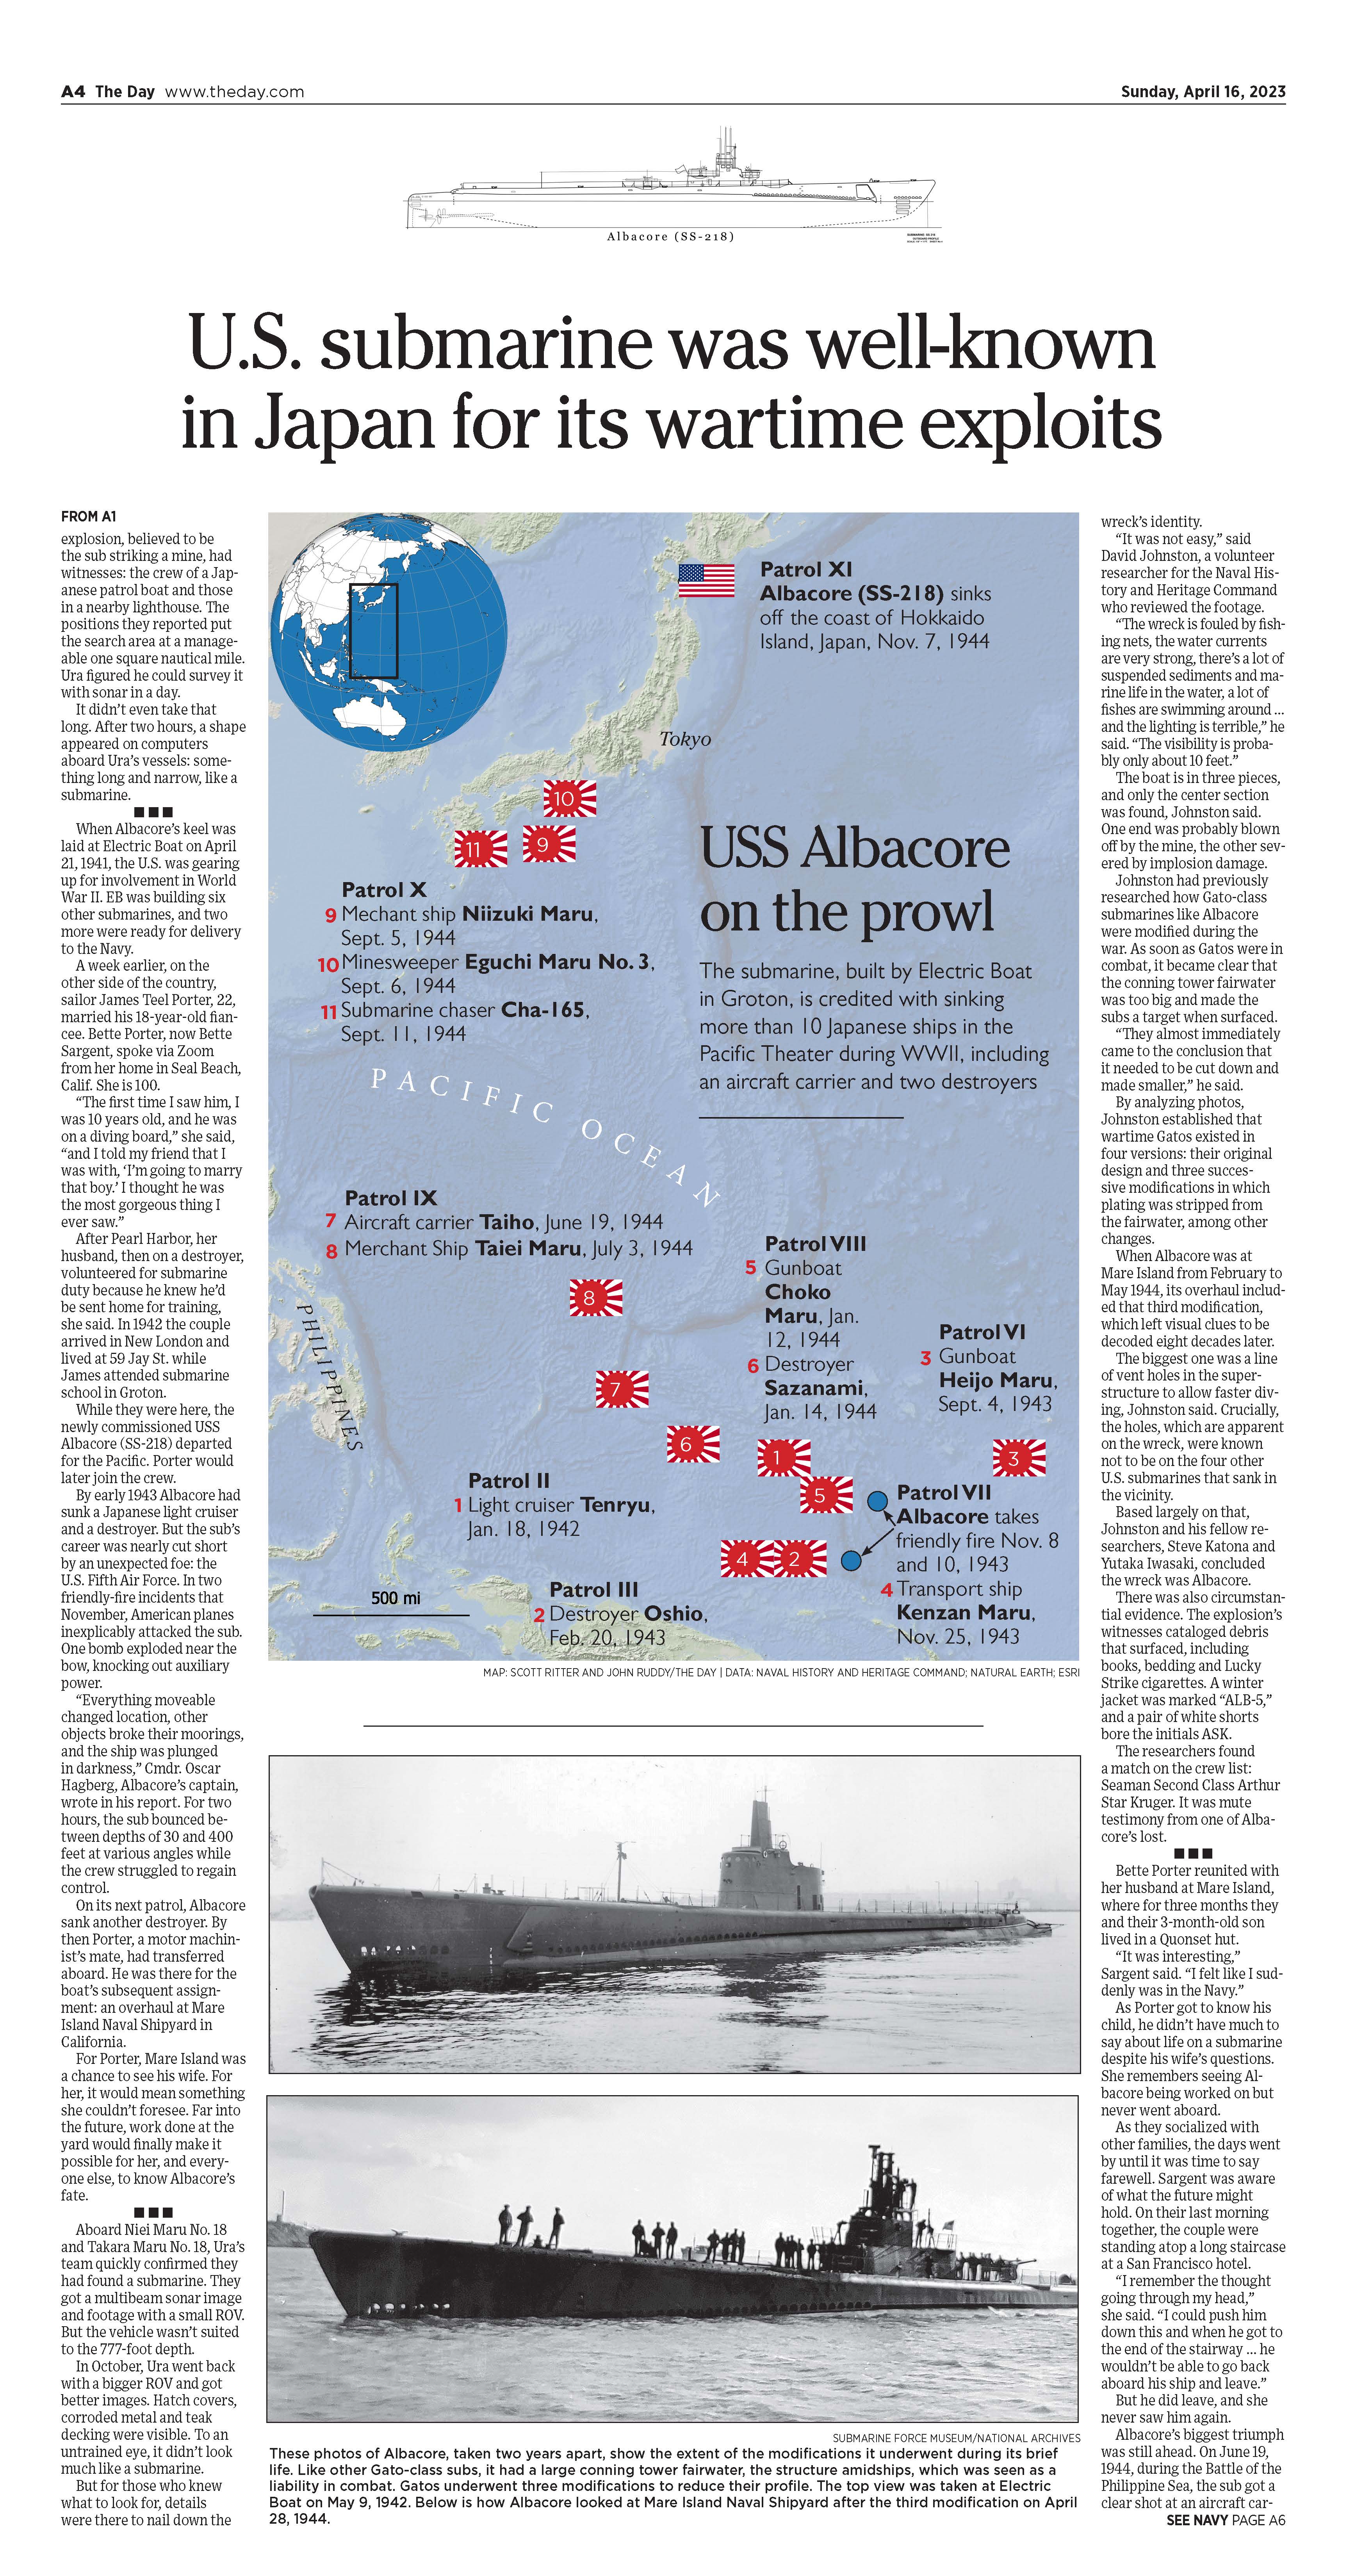 A4 The Day www.theday.com
Sunday, April 16, 2023
Albacore (SS-218)
U.S. submarine was well-known
in Japan for its wartime exploits
FROM A1
explosion, believed to be
the sub striking a mine, had
witnesses: the crew of a Jap-
anese patrol boat and those
in a nearby lighthouse. The
positions they reported put
the search area at a manage-
able one square nautical mile.
Ura figured he could survey it
with sonar in a day.
It didn't even take that
long. After two hours, a shape
appeared on computers
aboard Ura's vessels: some-
thing long and narrow, like a
submarine.
When Albacore's keel was
laid at Electric Boat on April
21, 1941, the U.S. was gearing
up for involvement in World
War II. EB was building six
other submarines, and two
more were ready for delivery
to the Navy.
A week earlier, on the
other side of the country,
sailor James Teel Porter, 22,
married his 18-year-old fian-
cee. Bette Porter, now Bette
Sargent, spoke via Zoom
from her home in Seal Beach,
Calif. She is 100.
"The first time I saw him, I
was 10 years old, and he was
on a diving board," she said,
"and I told my friend that I
was with, 'I'm going to marry
that boy.' I thought he was
the most gorgeous thing I
ever saw."
After Pearl Harbor, her
husband, then on a destroyer,
volunteered for submarine
duty because he knew he'd
be sent home for training,
she said. In 1942 the couple
arrived in New London and
lived at 59 Jay St. while
James attended submarine
school in Groton.
While they were here, the
newly commissioned USS
Albacore (SS-218) departed
for the Pacific. Porter would
later join the crew.
By early 1943 Albacore had
sunk a Japanese light cruiser
and a destroyer. But the sub's
career was nearly cut short
by an unexpected foe: the
U.S. Fifth Air Force. In two
friendly-fire incidents that
November, American planes
inexplicably attacked the sub.
One bomb exploded near the
bow, knocking out auxiliary
power.
"Everything moveable
changed location, other
objects broke their moorings,
and the ship was plunged
in darkness," Cmdr. Oscar
Hagberg, Albacore's captain,
wrote in his report. For two
hours, the sub bounced be-
tween depths of 30 and 400
feet at various angles while
the crew struggled to regain
control.
On its next patrol, Albacore
sank another destroyer. By
then Porter, a motor machin-
ist's mate, had transferred
aboard. He was there for the
boat's subsequent assign-
ment: an overhaul at Mare
Island Naval Shipyard in
California.
For Porter, Mare Island was
a chance to see his wife. For
her, it would mean something
she couldn't foresee. Far into
the future, work done at the
yard would finally make it
possible for her, and every-
one else, to know Albacore's
fate.
Aboard Niei Maru No. 18
and Takara Maru No. 18, Ura's
team quickly confirmed they
had found a submarine. They
got a multibeam sonar image
and footage with a small ROV.
But the vehicle wasn't suited
to the 777-foot depth.
In October, Ura went back
with a bigger ROV and got
better images. Hatch covers,
corroded metal and teak
decking were visible. To an
untrained eye, it didn't look
much like a submarine.
But for those who knew
what to look for, details
were there to nail down the
Patrol XI
Albacore (SS-218) sinks
off the coast of Hokkaido
Island, Japan, Nov. 7, 1944
Tokyo
10
11
9
USS Albacore
on the prowl
The submarine, built by Electric Boat
in Groton, is credited with sinking
more than 10 Japanese ships in the
Pacific Theater during WWII, including
an aircraft carrier and two destroyers
Patrol X
9 Mechant ship Niizuki Maru,
Sept. 5, 1944
10 Minesweeper Eguchi Maru No. 3,
Sept. 6, 1944
11 Submarine chaser Cha-165,
Sept. 11, 1944
PACIFIC OCEAN
Patrol IX
7 Aircraft carrier Taiho, June 19, 1944
8 Merchant Ship Taiei Maru, July 3, 1944
Patrol VIII
5 Gunboat
Choko
Maru, Jan.
12, 1944
6 Destroyer
Sazanami,
Jan. 14, 1944
Patrol VI
3 Gunboat
Heijo Maru,
Sept. 4, 1943
8
7
6
1
3
5
4
2
PHILIPPINES
Patrol II
1 Light cruiser Tenryu,
Jan. 18, 1942
Patrol VII
Albacore takes
friendly fire Nov. 8
and 10, 1943
4 Transport ship
Kenzan Maru,
Nov. 25, 1943
Patrol III
2 Destroyer Oshio,
Feb. 20, 1943
500 mi
MAP: SCOTT RITTER AND JOHN RUDDY/THE DAY | DATA: NAVAL HISTORY AND HERITAGE COMMAND; NATURAL EARTH; ESRI
SUBMARINE FORCE MUSEUM/NATIONAL ARCHIVES
These photos of Albacore, taken two years apart, show the extent of the modifications it underwent during its brief
life. Like other Gato-class subs, it had a large conning tower fairwater, the structure amidships, which was seen as a
liability in combat. Gatos underwent three modifications to reduce their profile. The top view was taken at Electric
Boat on May 9, 1942. Below is how Albacore looked at Mare Island Naval Shipyard after the third modification on April
28, 1944.
wreck's identity.
"It was not easy," said
David Johnston, a volunteer
researcher for the Naval His-
tory and Heritage Command
who reviewed the footage.
"The wreck is fouled by fish-
ing nets, the water currents
are very strong, there's a lot of
suspended sediments and ma-
rine life in the water, a lot of
fishes are swimming around ...
and the lighting is terrible," he
said. "The visibility is proba-
bly only about 10 feet."
The boat is in three pieces,
and only the center section
was found, Johnston said.
One end was probably blown
off by the mine, the other sev-
ered by implosion damage.
Johnston had previously
researched how Gato-class
submarines like Albacore
were modified during the
war. As soon as Gatos were in
combat, it became clear that
the conning tower fairwater
was too big and made the
subs a target when surfaced.
"They almost immediately
came to the conclusion that
it needed to be cut down and
made smaller," he said.
By analyzing photos,
Johnston established that
wartime Gatos existed in
four versions: their original
design and three succes-
sive modifications in which
plating was stripped from
the fairwater, among other
changes.
When Albacore was at
Mare Island from February to
May 1944, its overhaul includ-
ed that third modification,
which left visual clues to be
decoded eight decades later.
The biggest one was a line
of vent holes in the super-
structure to allow faster div-
ing, Johnston said. Crucially,
the holes, which are apparent
on the wreck, were known
not to be on the four other
U.S. submarines that sank in
the vicinity.
Based largely on that,
Johnston and his fellow re-
searchers, Steve Katona and
Yutaka Iwasaki, concluded
the wreck was Albacore.
There was also circumstan-
tial evidence. The explosion's
witnesses cataloged debris
that surfaced, including
books, bedding and Lucky
Strike cigarettes. A winter
jacket was marked "ALB-5,"
and a pair of white shorts
bore the initials ASK.
The researchers found
a match on the crew list:
Seaman Second Class Arthur
Star Kruger. It was mute
testimony from one of Alba-
core's lost.
Bette Porter reunited with
her husband at Mare Island,
where for three months they
and their 3-month-old son
lived in a Quonset hut.
"It was interesting,"
Sargent said. "I felt like I sud-
denly was in the Navy."
As Porter got to know his
child, he didn't have much to
say about life on a submarine
despite his wife's questions.
She remembers seeing Al-
bacore being worked on but
never went aboard.
As they socialized with
other families, the days went
by until it was time to say
farewell. Sargent was aware
of what the future might
hold. On their last morning
together, the couple were
standing atop a long staircase
at a San Francisco hotel.
"I remember the thought
going through my head,"
she said. "I could push him
down this and when he got to
the end of the stairway ... he
wouldn't be able to go back
aboard his ship and leave."
But he did leave, and she
never saw him again.
Albacore's biggest triumph
was still ahead. On June 19,
1944, during the Battle of the
Philippine Sea, the sub got a
clear shot at an aircraft car-
SEE NAVY PAGE A6